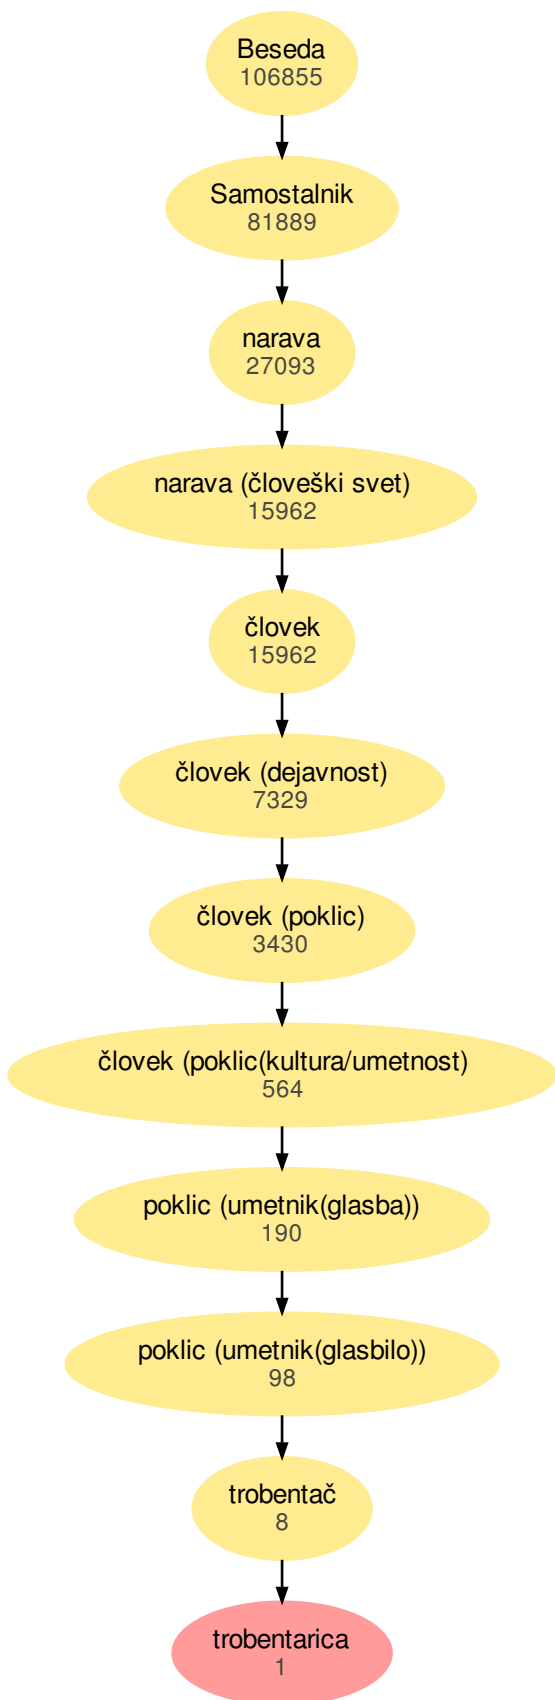 Beseda
106855
Samostalnik
81889
narava
27093
narava (človeški svet)
15962
človek
15962
človek (dejavnost)
7329
človek (poklic)
3430
človek (poklic(kultura/umetnost)
564
poklic (umetnik(glasba))
190
poklic (umetnik(glasbilo))
98
trobentač
8
trobentarica
1